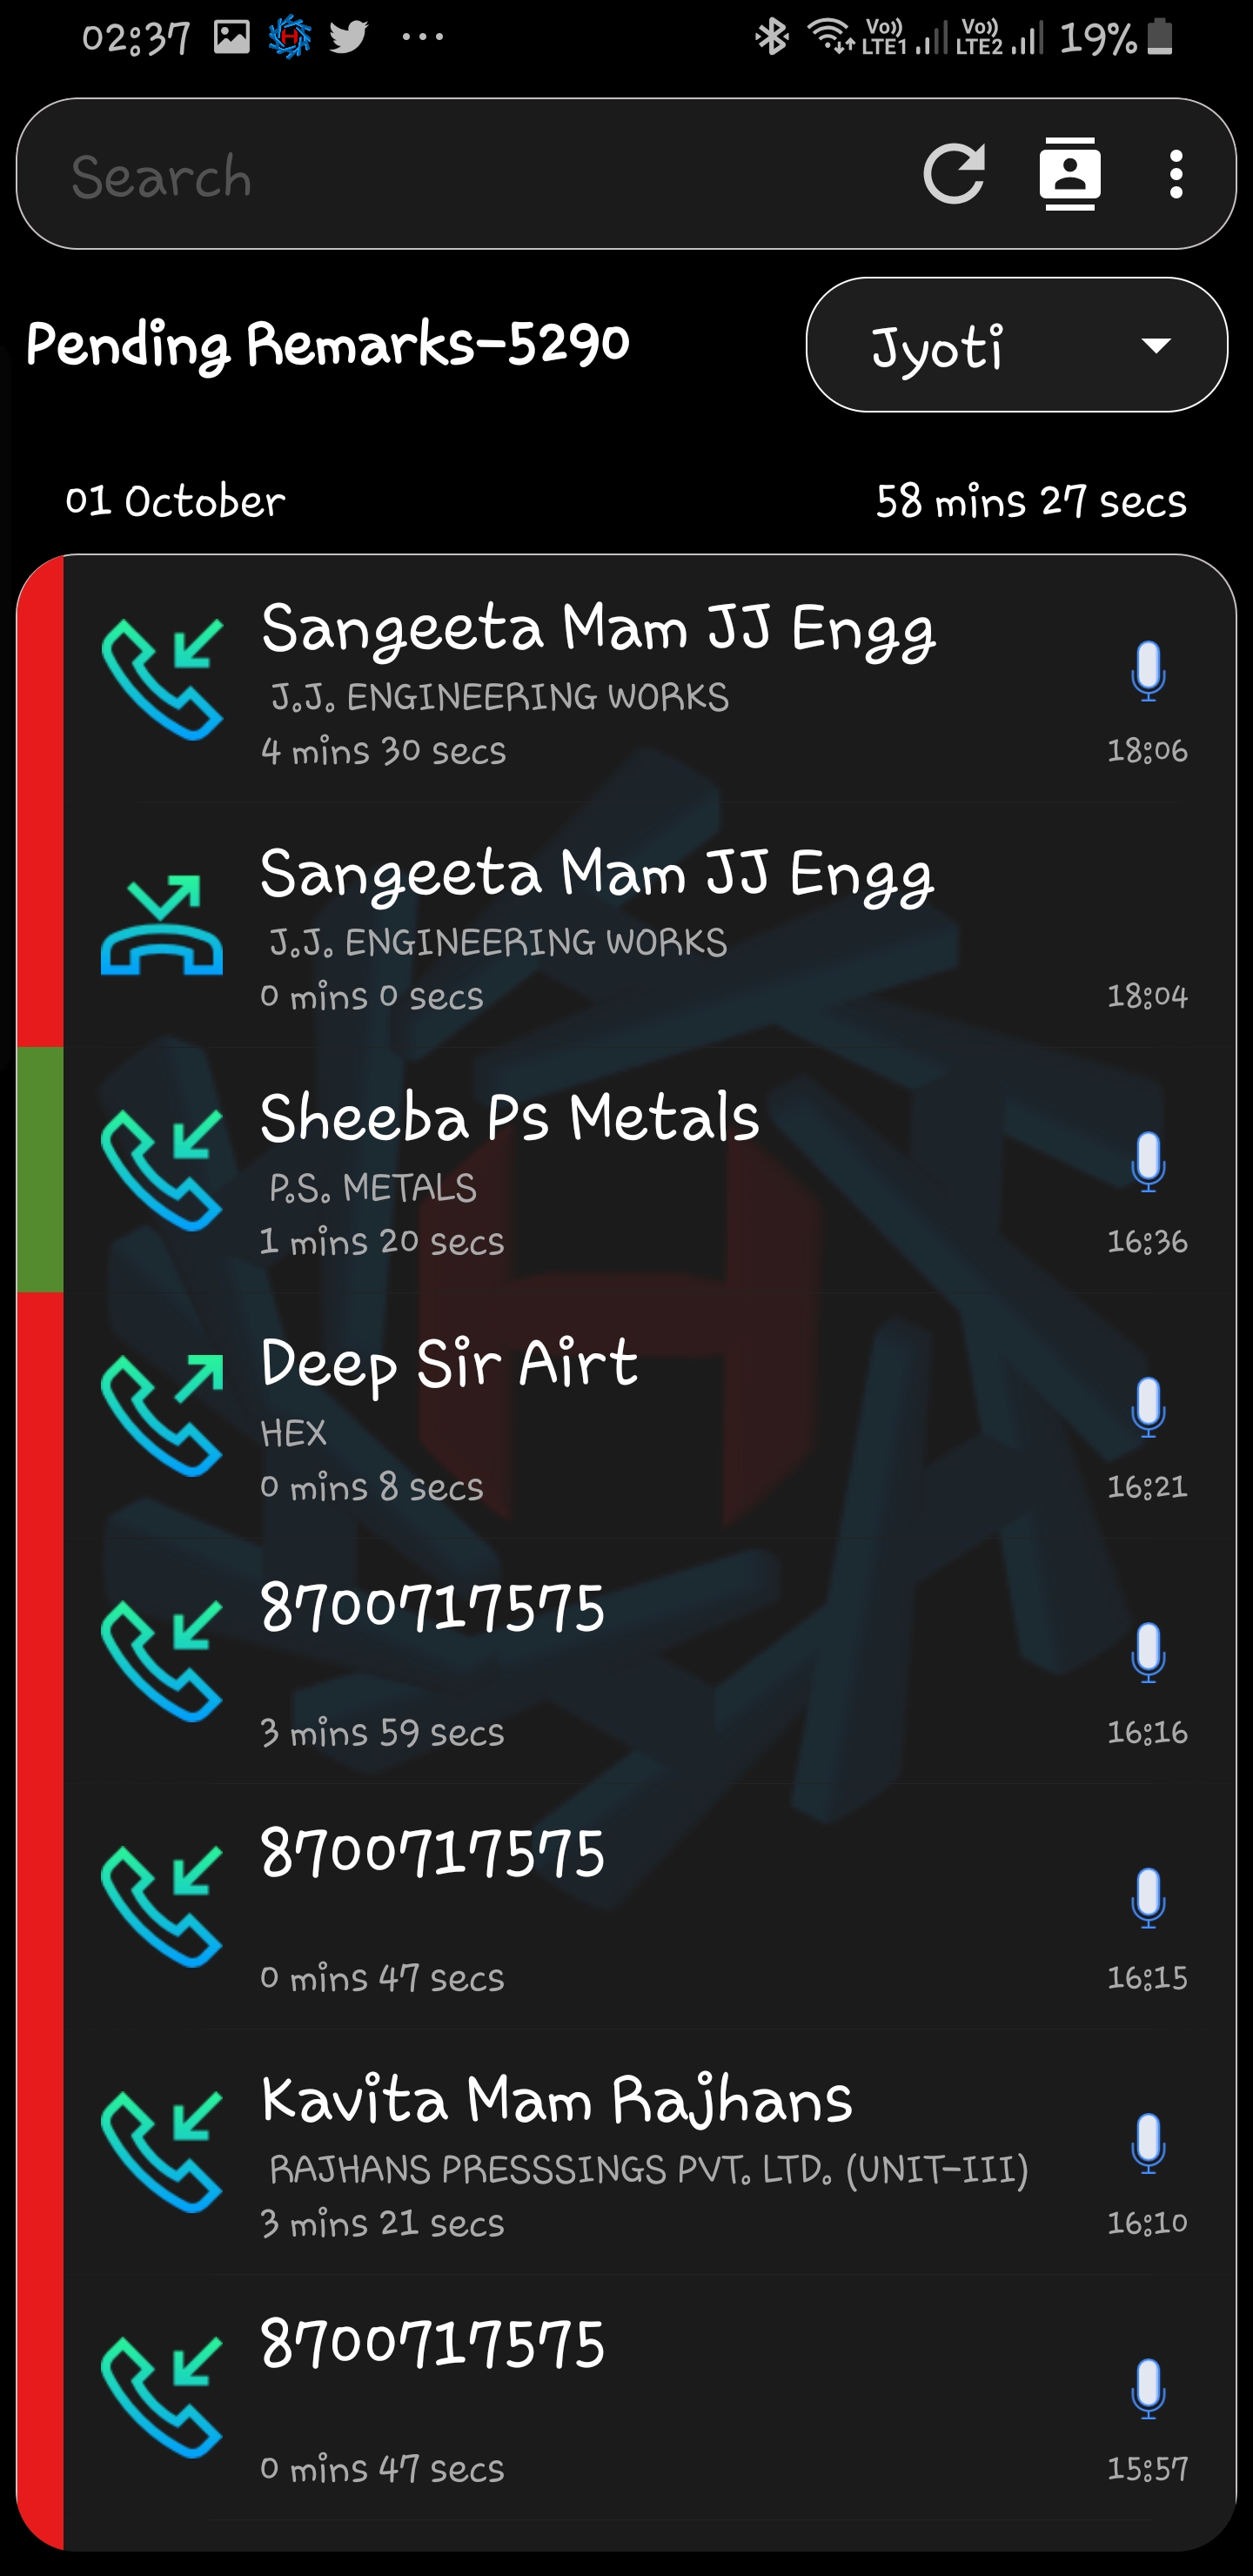 02:37 Vo)) LTE1 Vo)) LTE2 19%
Search
Pending Remarks-5290 Jyoti
01 October 58 mins 27 secs
Sangeeta Mam JJ Engg
J.J. ENGINEERING WORKS
4 mins 30 secs 18:06
Sangeeta Mam JJ Engg
J.J. ENGINEERING WORKS
0 mins 0 secs 18:04
Sheeba Ps Metals
P.S. METALS
1 mins 20 secs 16:36
Deep Sir Airt
HEX
0 mins 8 secs 16:21
8700717575
3 mins 59 secs 16:16
8700717575
0 mins 47 secs 16:15
Kavita Mam Rajhans
RAJHANS PRESSSINGS PVT. LTD. (UNIT-III)
3 mins 21 secs 16:10
8700717575
0 mins 47 secs 15:57
H